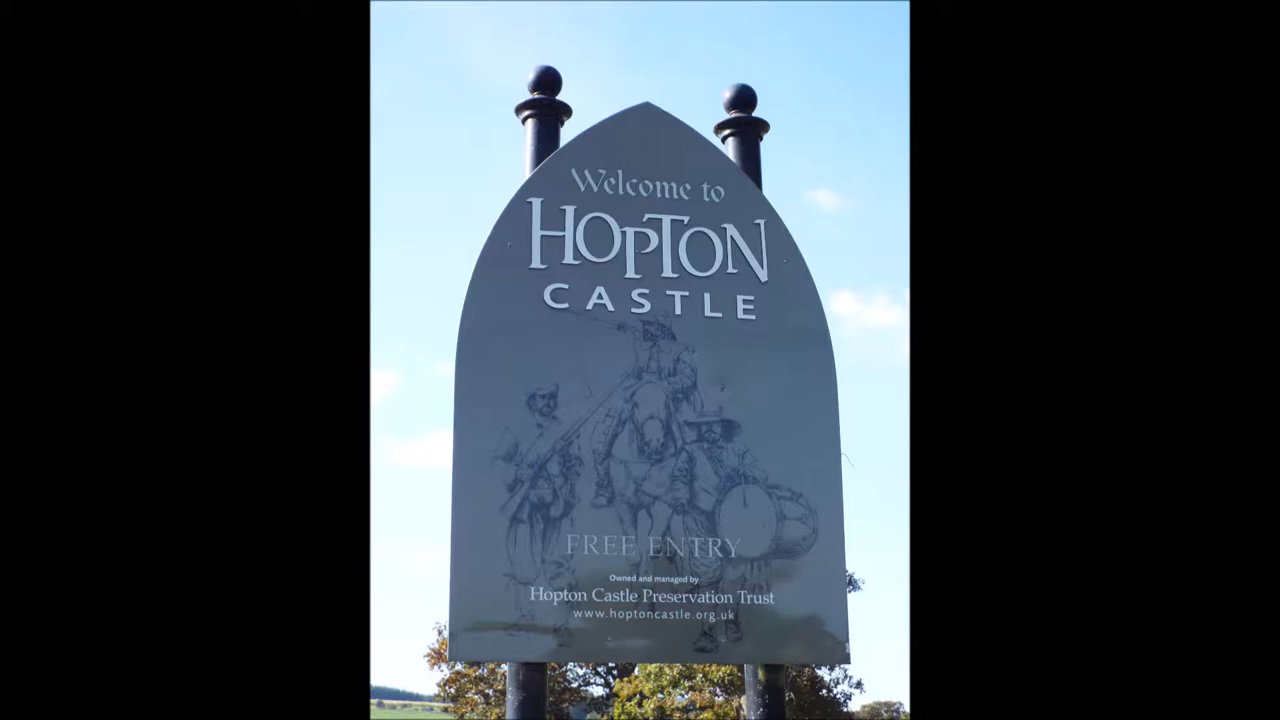 Welcome to
HOPTON
CASTLE
FREE ENTRY
Owned and managed by
Hopton Castle Preservation Trust
www.hoptoncastle.org.uk